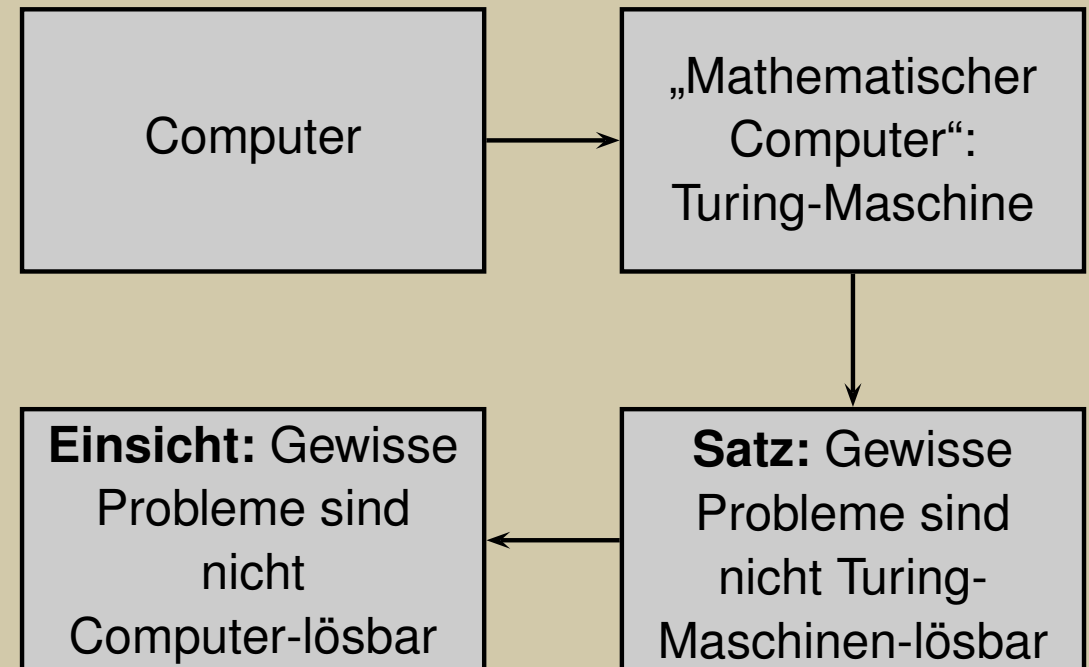 Computer
„Mathematischer
Computer“:
Turing-Maschine
Einsicht: Gewisse
Probleme sind
nicht
Computer-lösbar
Satz: Gewisse
Probleme sind
nicht Turing-
Maschinen-lösbar